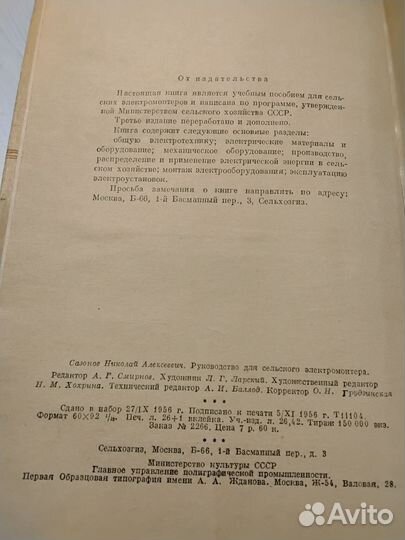 От издательства
Настоящая книга является учебным пособием для сель-
ских электромонтеров и написана по программе, утвержден-
ной Министерством сельского хозяйства СССР.
Третье издание переработано и дополнено.
Книга содержит следующие основные разделы:
общую электротехнику; электрические материалы и
оборудование; механическое оборудование; производство,
распределение и применение электрической энергии в сель-
ском хозяйстве; монтаж электрооборудования; эксплуатацию
электроустановок.
Просьба замечания о книге направлять по адресу:
Москва, Б-66, 1-й Басманный пер., 3, Сельхозгиз.
Сазонов Николай Алексеевич. Руководство для сельского электромонтера.
Редактор А. Г. Смирнов. Художник Л. Г. Ларский. Художественный редактор
Н. М. Хохрина. Технический редактор А. И. Баллод. Корректор О. Н. Гродзинская
* * *
Сдано в набор 27/IX 1956 г. Подписано к печати 5/XI 1956 г. Т11104.
Формат 60×92 1/16. Печ. л. 26+1 вклейка. Уч.-изд. л. 26,42. Тираж 150 000 экз.
Заказ № 2266. Цена 7 р. 60 к.
* * *
Сельхозгиз, Москва, Б-66, 1-й Басманный пер., д. 3
Министерство культуры СССР
Главное управление полиграфической промышленности.
Первая Образцовая типография имени А. А. Жданова. Москва, Ж-54, Валовая, 28.
Avito